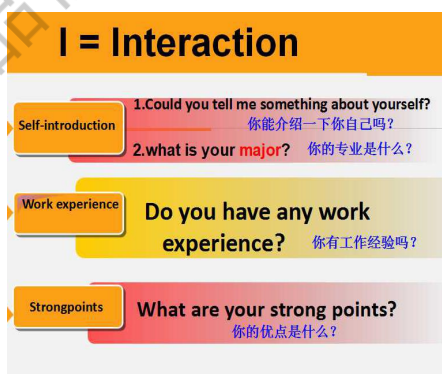 I = Interaction
Self-introduction
1.Could you tell me something about yourself?
你能介绍一下你自己吗？
2.what is your major? 你的专业是什么？
Work experience
Do you have any work
experience? 你有工作经验吗？
Strongpoints
What are your strong points?
你的优点是什么？